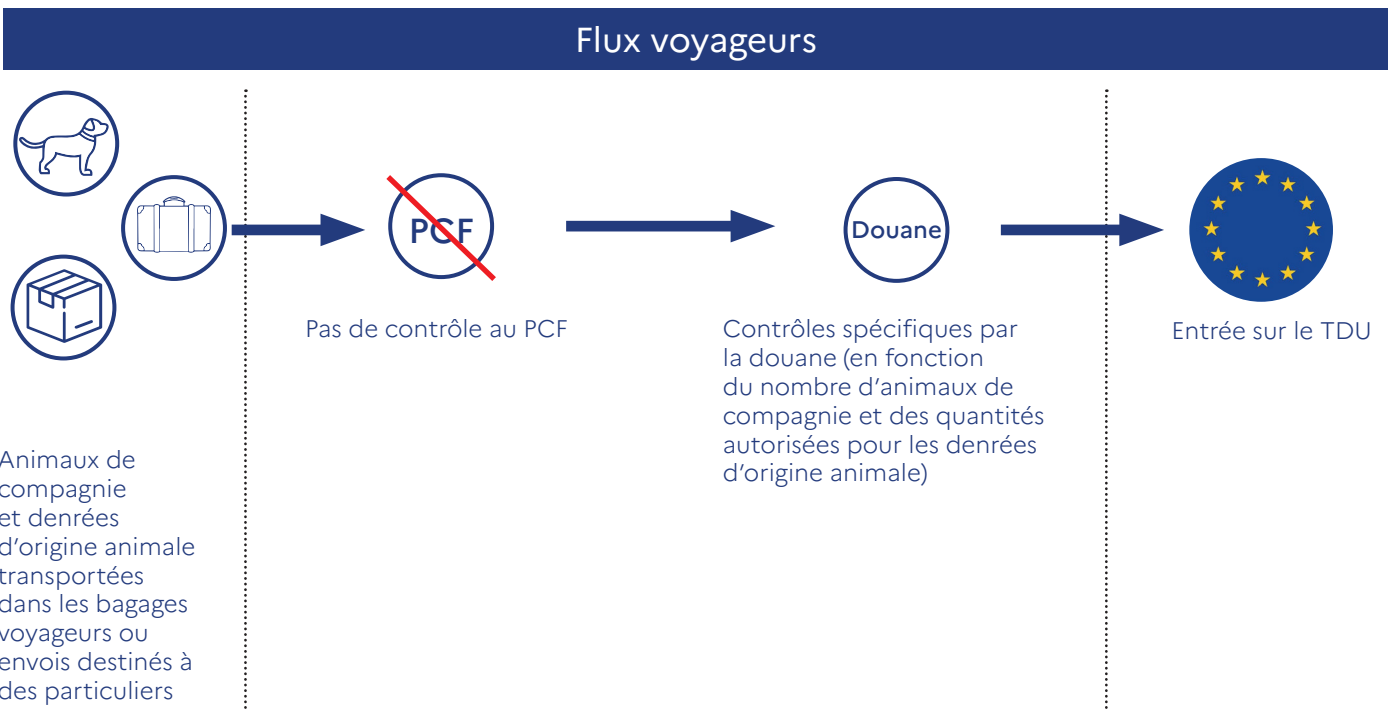 Flux voyageurs
PCF
Douane
Pas de contrôle au PCF
Contrôles spécifiques par
la douane (en fonction
du nombre d'animaux de
compagnie et des quantités
autorisées pour les denrées
d'origine animale)
Entrée sur le TDU
Animaux de
compagnie
et denrées
d'origine animale
transportées
dans les bagages
voyageurs ou
envois destinés à
des particuliers